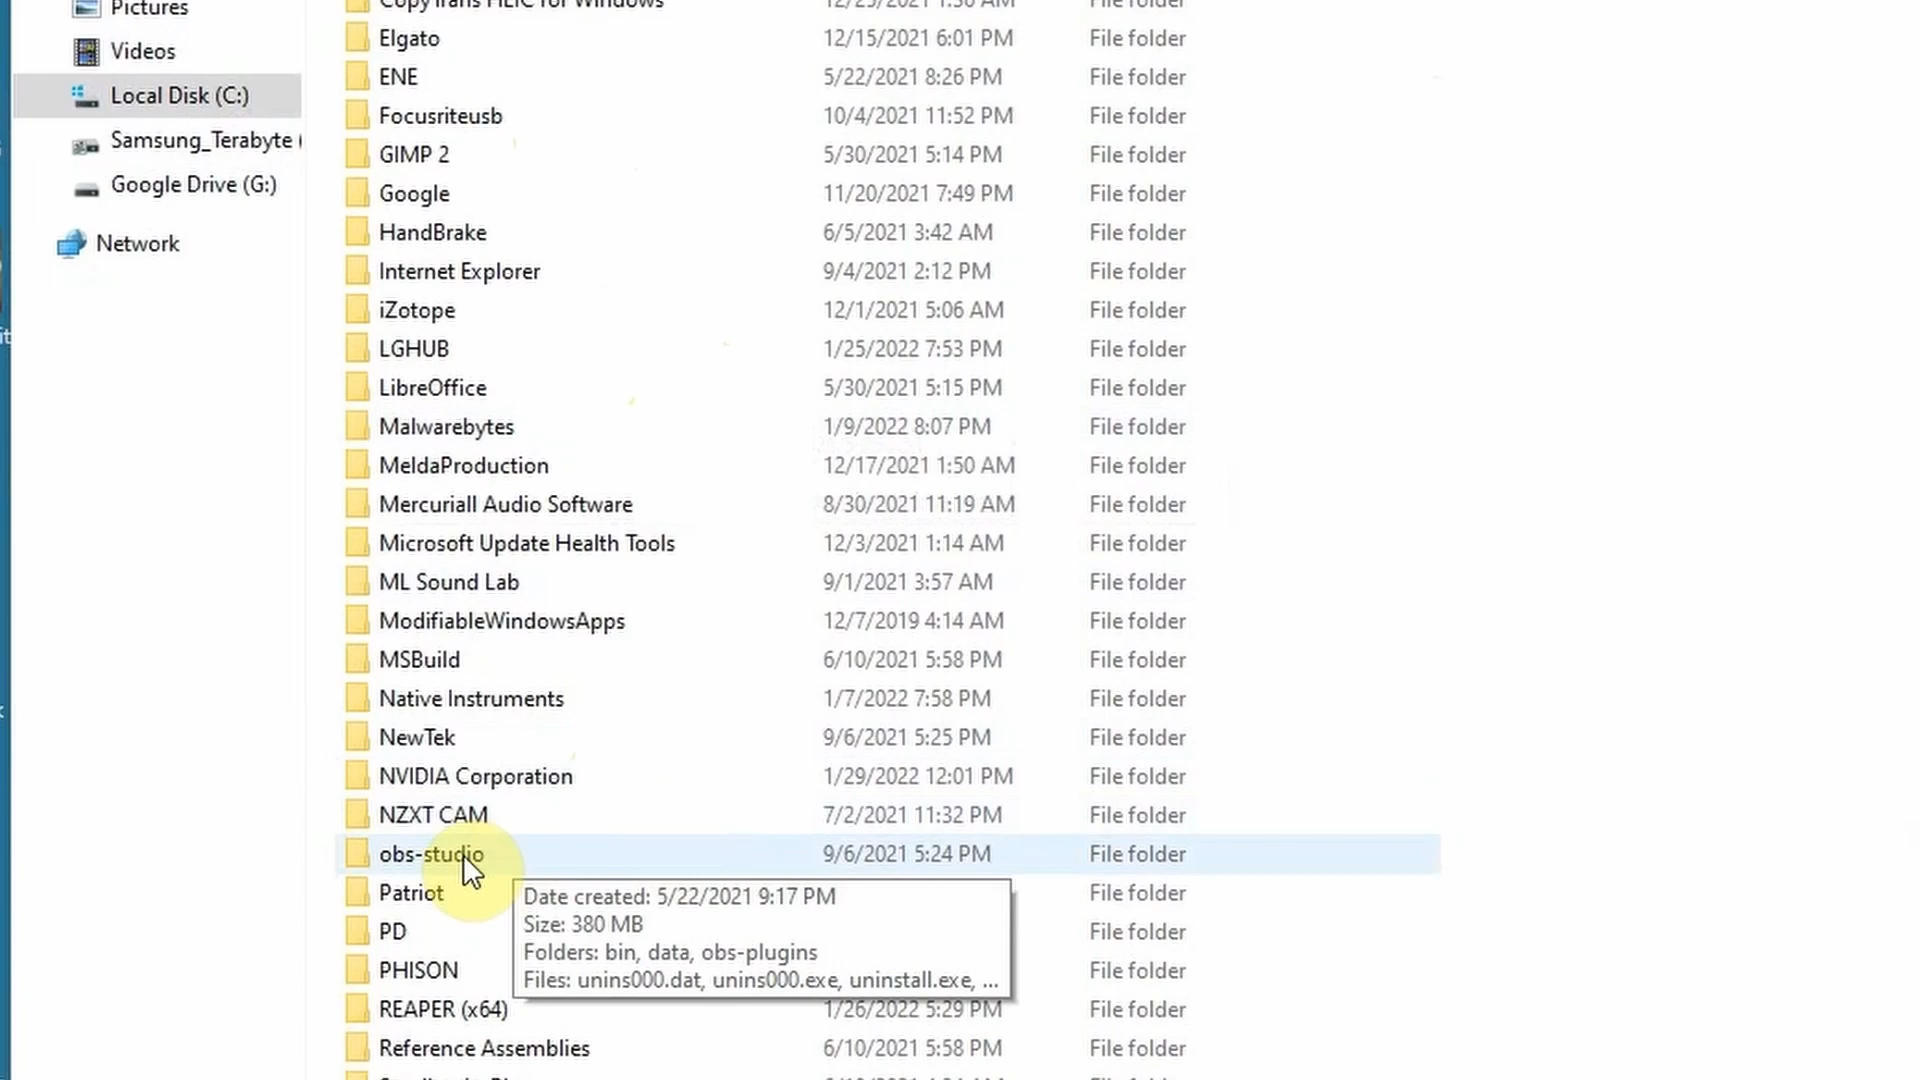 Pictures
CopyTrans HEIC for Windows 12/25/2021 1:36 AM File folder
Elgato 12/15/2021 6:01 PM File folder
Videos
ENE 5/22/2021 8:26 PM File folder
Local Disk (C:)
Focusriteusb 10/4/2021 11:52 PM File folder
Samsung_Terabyte (
GIMP 2 5/30/2021 5:14 PM File folder
Google Drive (G:)
Google 11/20/2021 7:49 PM File folder
HandBrake 6/5/2021 3:42 AM File folder
Network
Internet Explorer 9/4/2021 2:12 PM File folder
iZotope 12/1/2021 5:06 AM File folder
LGHUB 1/25/2022 7:53 PM File folder
LibreOffice 5/30/2021 5:15 PM File folder
Malwarebytes 1/9/2022 8:07 PM File folder
MeldaProduction 12/17/2021 1:50 AM File folder
Mercuriall Audio Software 8/30/2021 11:19 AM File folder
Microsoft Update Health Tools 12/3/2021 1:14 AM File folder
ML Sound Lab 9/1/2021 3:57 AM File folder
ModifiableWindowsApps 12/7/2019 4:14 AM File folder
MSBuild 6/10/2021 5:58 PM File folder
Native Instruments 1/7/2022 7:58 PM File folder
NewTek 9/6/2021 5:25 PM File folder
NVIDIA Corporation 1/29/2022 12:01 PM File folder
NZXT CAM 7/2/2021 11:32 PM File folder
obs-studio 9/6/2021 5:24 PM File folder
Patriot File folder
Date created: 5/22/2021 9:17 PM
Size: 380 MB
PD File folder
Folders: bin, data, obs-plugins
PHISON File folder
Files: unins000.dat, unins000.exe, uninstall.exe, ...
REAPER (x64) 1/26/2022 5:29 PM File folder
Reference Assemblies 6/10/2021 5:58 PM File folder